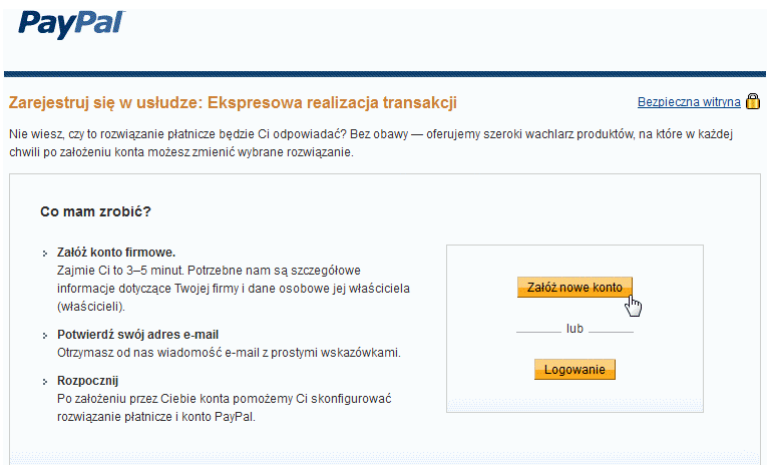 PayPal
Zarejestruj się w usłudze: Ekspresowa realizacja transakcji
Bezpieczna witryna
Nie wiesz, czy to rozwiązanie płatnicze będzie Ci odpowiadać? Bez obawy — oferujemy szeroki wachlarz produktów, na które w każdej
chwili po założeniu konta możesz zmienić wybrane rozwiązanie.
Co mam zrobić?
Załóż konto firmowe.
Zajmie Ci to 3–5 minut. Potrzebne nam są szczegółowe
informacje dotyczące Twojej firmy i dane osobowe jej właściciela
(właścicieli).
Potwierdź swój adres e-mail
Otrzymasz od nas wiadomość e-mail z prostymi wskazówkami.
Rozpocznij
Po założeniu przez Ciebie konta pomożemy Ci skonfigurować
rozwiązanie płatnicze i konto PayPal.
Załóż nowe konto
lub
Logowanie